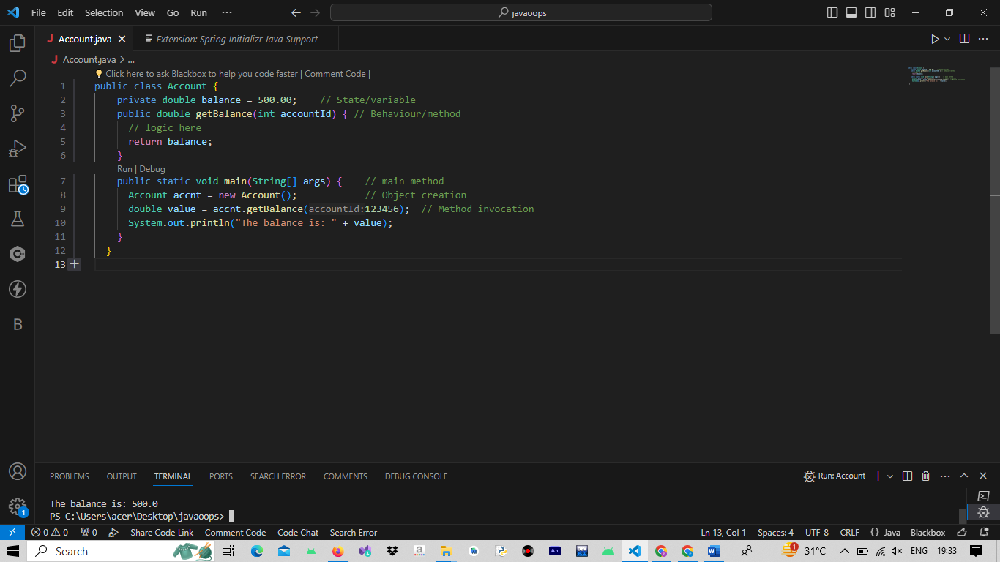 File Edit Selection View Go Run ··· javaoops
Account.java Extension: Spring Initializr Java Support
J Account.java > ...
Click here to ask Blackbox to help you code faster | Comment Code |
1 public class Account {
2 private double balance = 500.00; // State/variable
3 public double getBalance(int accountId) { // Behaviour/method
4 // logic here
5 return balance;
6 }
Run | Debug
7 public static void main(String[] args) { // main method
8 Account accnt = new Account(); // Object creation
9 double value = accnt.getBalance(accountId:123456); // Method invocation
10 System.out.println("The balance is: " + value);
11 }
12 }
13
PROBLEMS OUTPUT TERMINAL PORTS SEARCH ERROR COMMENTS DEBUG CONSOLE Run: Account
The balance is: 500.0
PS C:\Users\acer\Desktop\javaoops>
1
0 0 0 Share Code Link Comment Code Code Chat Search Error Ln 13, Col 1 Spaces: 4 UTF-8 CRLF {} Java Blackbox
Search 1 31°C ENG 19:33